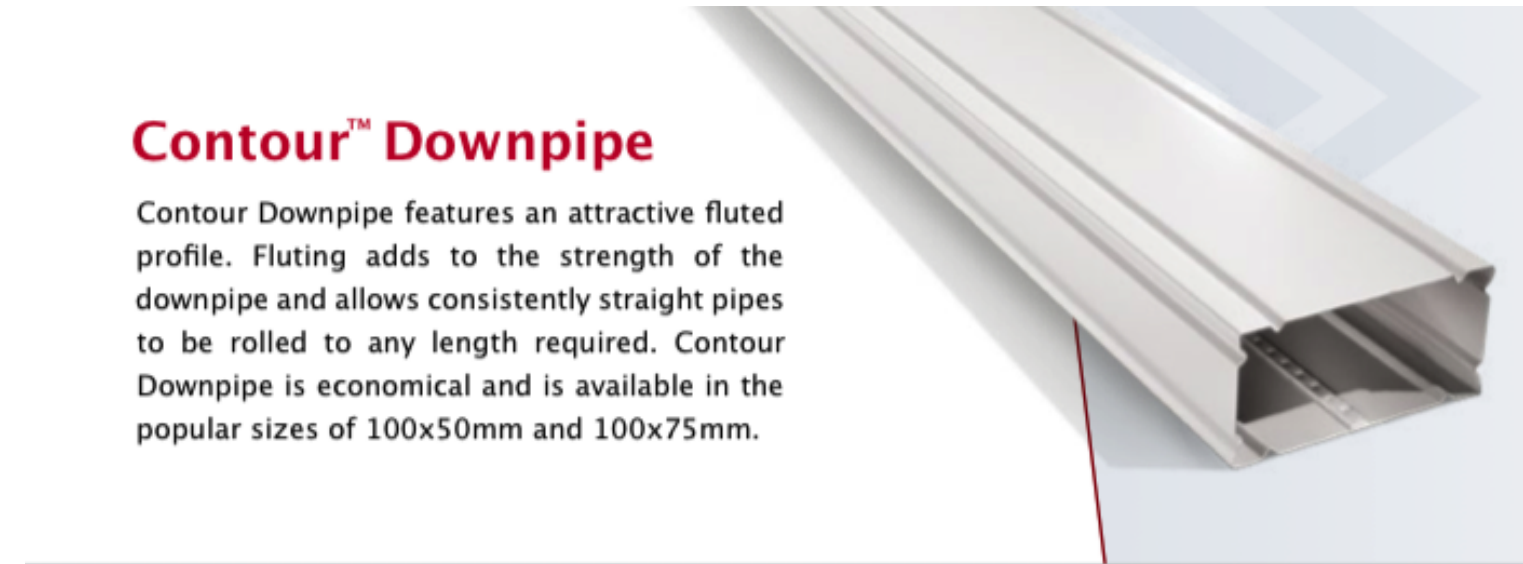 Contour™ Downpipe
Contour Downpipe features an attractive fluted
profile. Fluting adds to the strength of the
downpipe and allows consistently straight pipes
to be rolled to any length required. Contour
Downpipe is economical and is available in the
popular sizes of 100x50mm and 100x75mm.